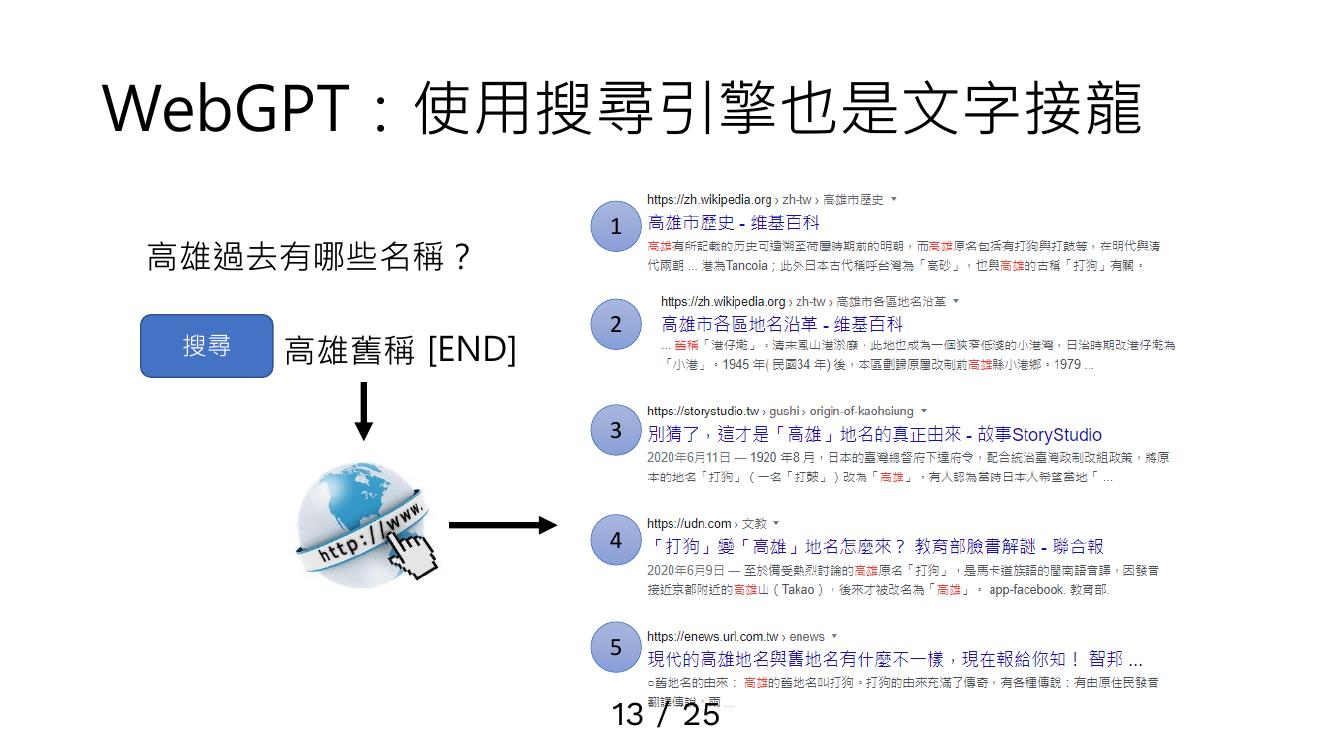 WebGPT：使用搜尋引擎也是文字接龍
高雄過去有哪些名稱？
搜尋
高雄舊稱 [END]
http://www.
1
https://zh.wikipedia.org › zh-tw › 高雄市歷史
高雄市歷史 - 维基百科
高雄有所記載的历史可遠溯至荷屬時期前的明朝，而高雄原名包括有打狗與打鼓等，在明代與清
代兩朝 ... 港為Tancoia；此外日本古代稱呼台灣為「高砂」，也與高雄的古稱「打狗」有關。
2
https://zh.wikipedia.org › zh-tw › 高雄市各區地名沿革
高雄市各區地名沿革 - 维基百科
... 舊稱「港仔墘」。清末鳳山港淤廢，此地也成為一個狹窄低淺的小港灣，日治時期改港仔墘為
「小港」。1945 年( 民國34 年) 後，本區劃歸原屬改制前高雄縣小港鄉。1979 ...
3
https://storystudio.tw › gushi › origin-of-kaohsiung
別猜了，這才是「高雄」地名的真正由來 - 故事StoryStudio
2020年6月11日 — 1920 年8 月，日本的臺灣總督府下達府令，配合統治臺灣政制改組政策，將原
本的地名「打狗」（一名「打鼓」）改為「高雄」。有人認為當時日本人希望當地「 ...
4
https://udn.com › 文教
「打狗」變「高雄」地名怎麼來？ 教育部臉書解謎 - 聯合報
2020年6月9日 — 至於備受熱烈討論的高雄原名「打狗」，是馬卡道族語的閩南語音譯，因發音
接近京都附近的高雄山（Takao），後來才被改名為「高雄」。 app-facebook. 教育部.
5
https://enews.url.com.tw › enews
現代的高雄地名與舊地名有什麼不一樣，現在報給你知！ 智邦 ...
○舊地名的由來： 高雄的舊地名叫打狗。打狗的由來充滿了傳奇，有各種傳說：有由原住民發音
翻譯傳說、兩 ...
13 / 25